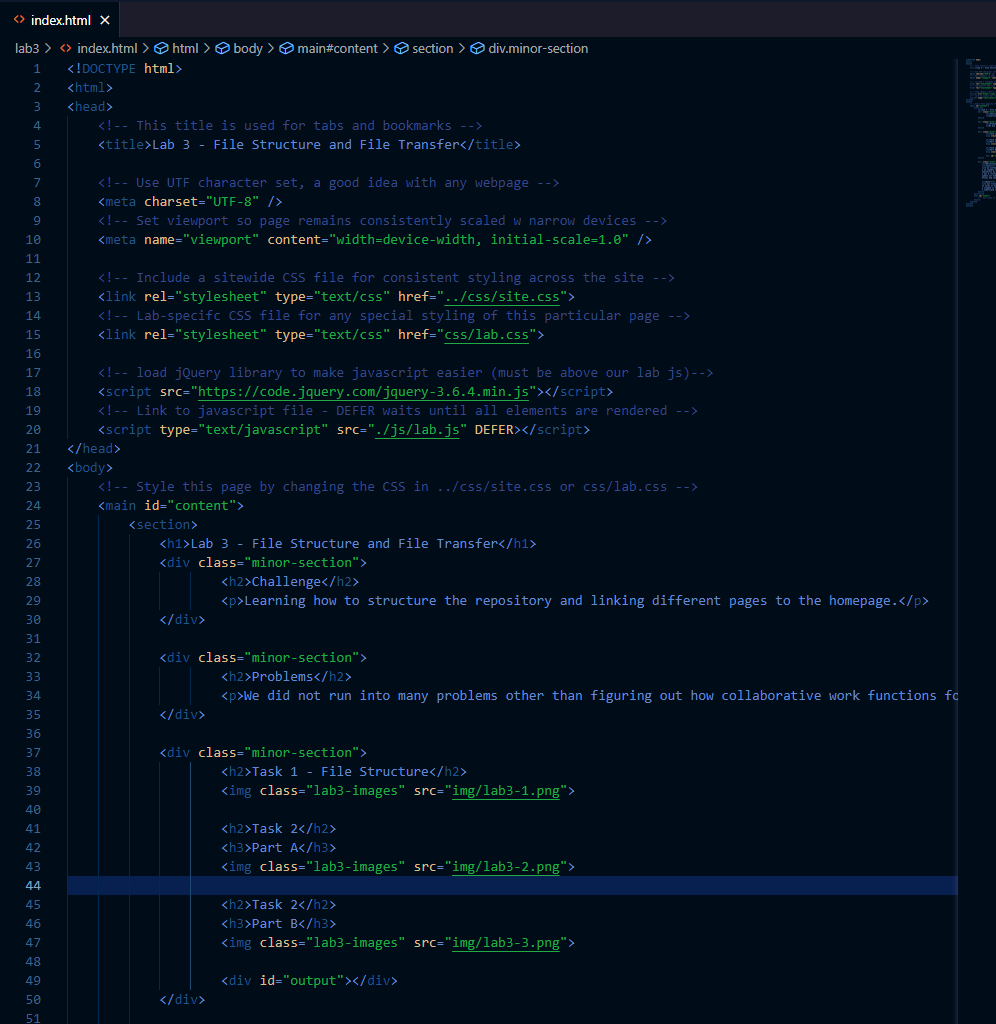 index.html
lab3 > index.html > html > body > main#content > section > div.minor-section
1 <!DOCTYPE html>
2 <html>
3 <head>
4 <!-- This title is used for tabs and bookmarks -->
5 <title>Lab 3 - File Structure and File Transfer</title>
6
7 <!-- Use UTF character set, a good idea with any webpage -->
8 <meta charset="UTF-8" />
9 <!-- Set viewport so page remains consistently scaled w narrow devices -->
10 <meta name="viewport" content="width=device-width, initial-scale=1.0" />
11
12 <!-- Include a sitewide CSS file for consistent styling across the site -->
13 <link rel="stylesheet" type="text/css" href="../css/site.css">
14 <!-- Lab-specifc CSS file for any special styling of this particular page -->
15 <link rel="stylesheet" type="text/css" href="css/lab.css">
16
17 <!-- load jQuery library to make javascript easier (must be above our lab js)-->
18 <script src="https://code.jquery.com/jquery-3.6.4.min.js"></script>
19 <!-- Link to javascript file - DEFER waits until all elements are rendered -->
20 <script type="text/javascript" src="./js/lab.js" DEFER></script>
21 </head>
22 <body>
23 <!-- Style this page by changing the CSS in ../css/site.css or css/lab.css -->
24 <main id="content">
25 <section>
26 <h1>Lab 3 - File Structure and File Transfer</h1>
27 <div class="minor-section">
28 <h2>Challenge</h2>
29 <p>Learning how to structure the repository and linking different pages to the homepage.</p>
30 </div>
31
32 <div class="minor-section">
33 <h2>Problems</h2>
34 <p>We did not run into many problems other than figuring out how collaborative work functions fo
35 </div>
36
37 <div class="minor-section">
38 <h2>Task 1 - File Structure</h2>
39 <img class="lab3-images" src="img/lab3-1.png">
40
41 <h2>Task 2</h2>
42 <h3>Part A</h3>
43 <img class="lab3-images" src="img/lab3-2.png">
44
45 <h2>Task 2</h2>
46 <h3>Part B</h3>
47 <img class="lab3-images" src="img/lab3-3.png">
48
49 <div id="output"></div>
50 </div>
51